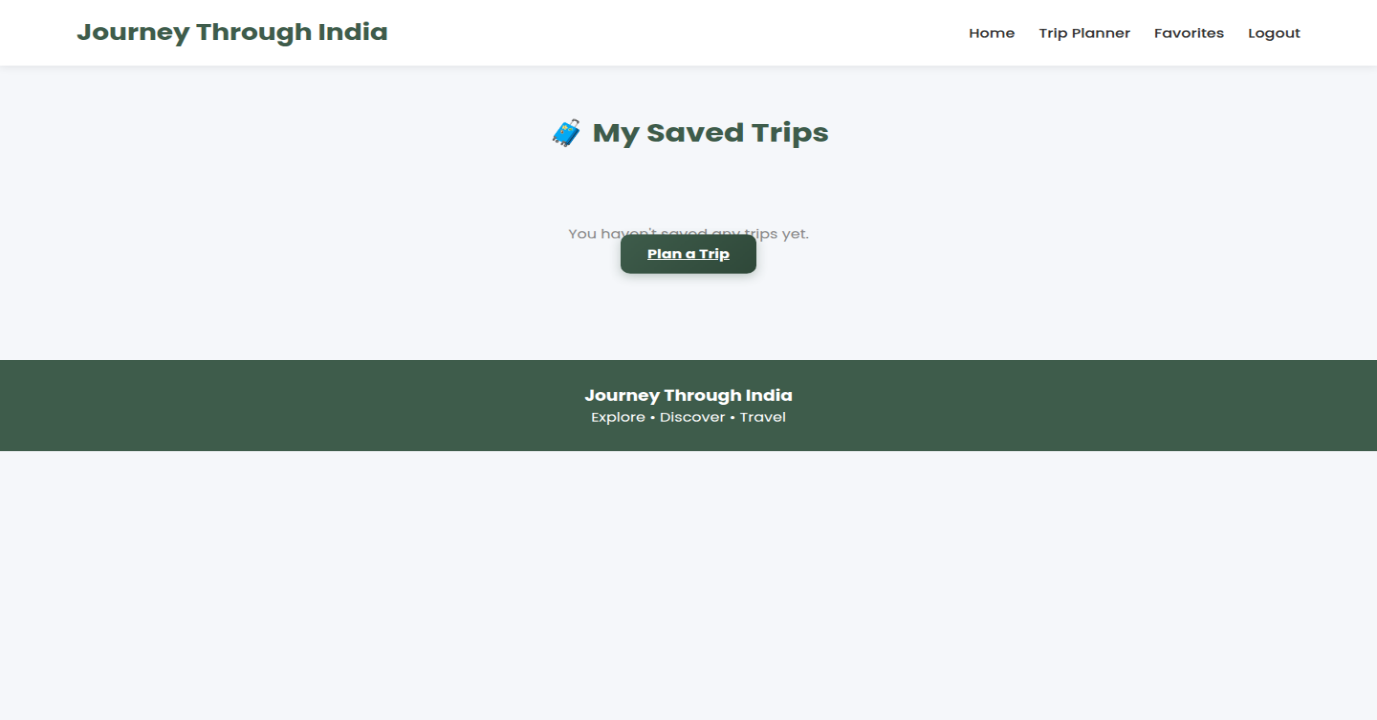 Journey Through India
Home Trip Planner Favorites Logout
🧳 My Saved Trips
You haven't saved any trips yet.
Plan a Trip
Journey Through India
Explore • Discover • Travel